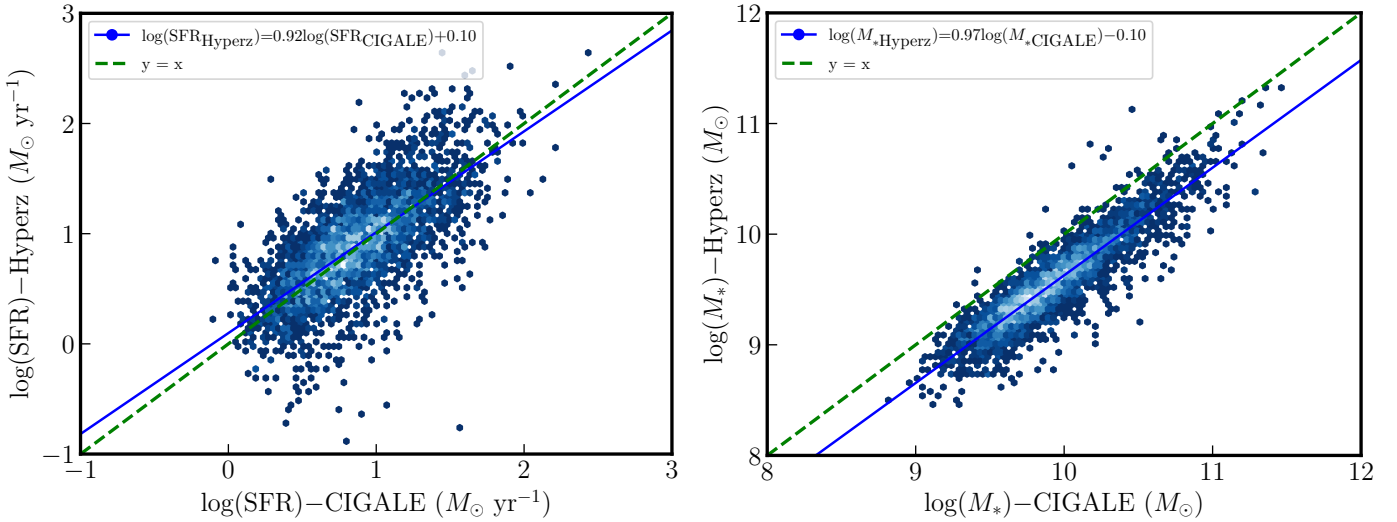 log(SFR_Hyperz)=0.92log(SFR_CIGALE)+0.10
y = x
3
2
1
0
−1
−1 0 1 2 3
log(SFR)−Hyperz (M⊙ yr⁻¹)
log(SFR)−CIGALE (M⊙ yr⁻¹)
log(M_*Hyperz)=0.97log(M_*CIGALE)−0.10
y = x
12
11
10
9
8
8 9 10 11 12
log(M_*)−Hyperz (M⊙)
log(M_*)−CIGALE (M⊙)